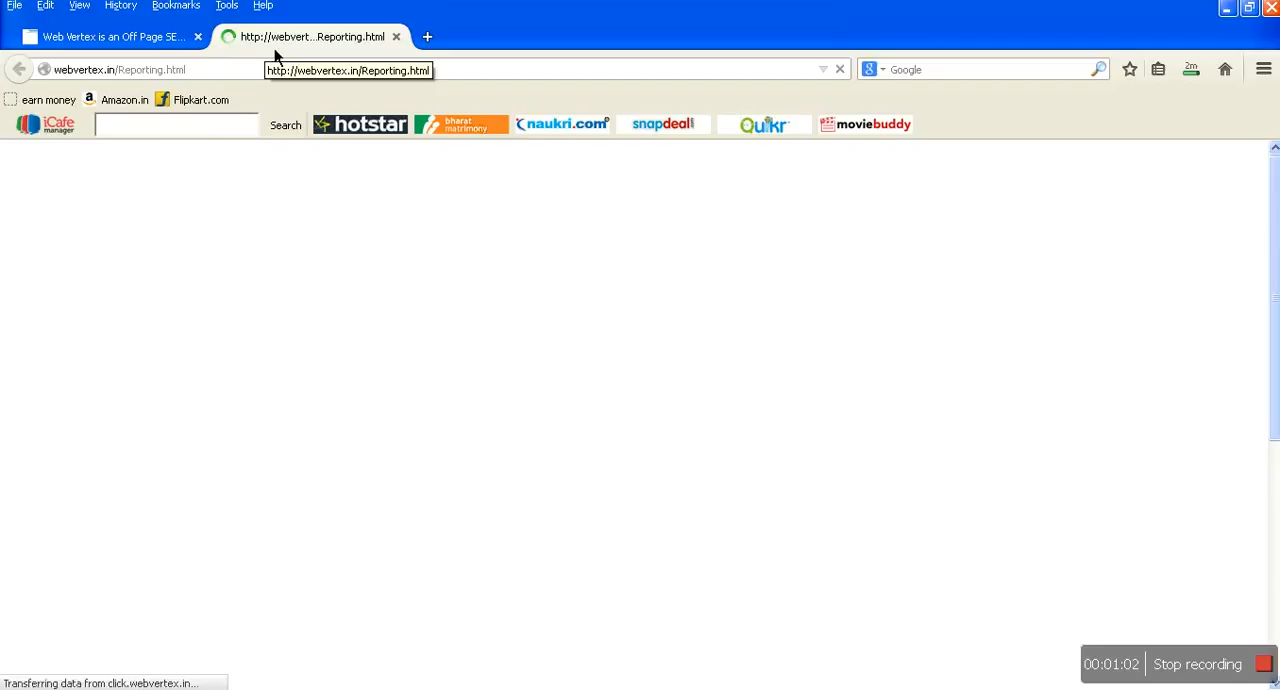 File Edit View History Bookmarks Tools Help
Web Vertex is an Off Page SE... http://webvert...Reporting.html
webvertex.in/Reporting.html Google 2m
http://webvertex.in/Reporting.html
earn money Amazon.in Flipkart.com
iCafe manager Search hotstar bharat matrimony naukri.com snapdeal Quikr moviebuddy
Transferring data from click.webvertex.in...
00:01:02 Stop recording